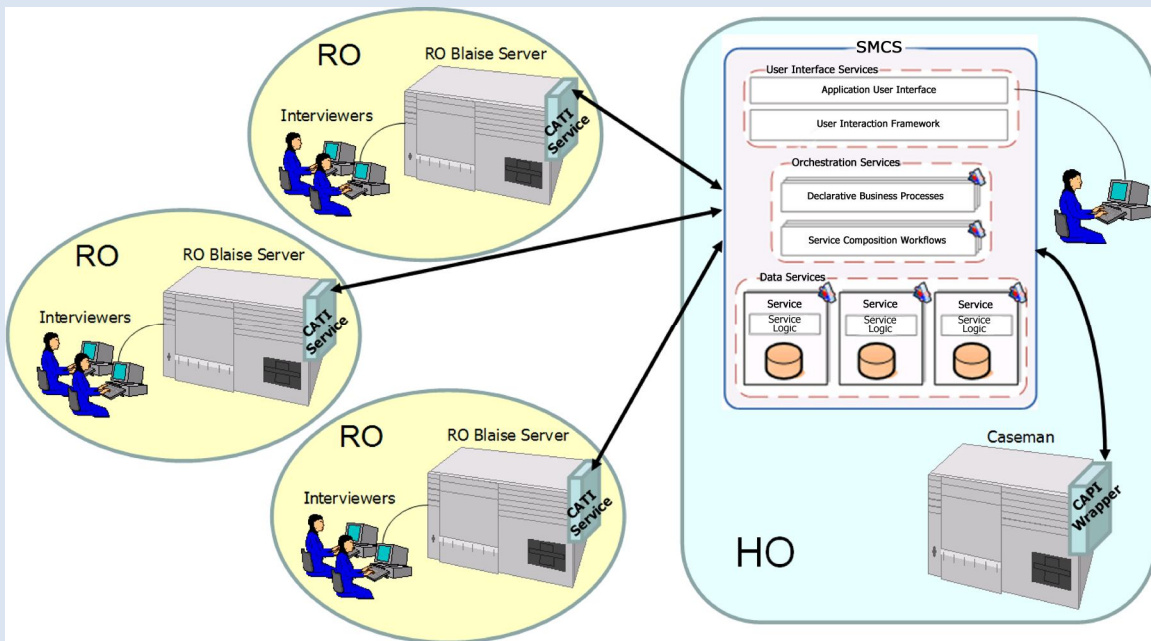 RO
RO Blaise Server
Interviewers
CATI
Service
RO
RO Blaise Server
Interviewers
CATI
Service
RO
RO Blaise Server
Interviewers
CATI
Service
SMCS
User Interface Services
Application User Interface
User Interaction Framework
Orchestration Services
Declarative Business Processes
Service Composition Workflows
Data Services
Service
Service
Logic
Service
Service
Logic
Service
Service
Logic
Caseman
CAPI
Wrapper
HO